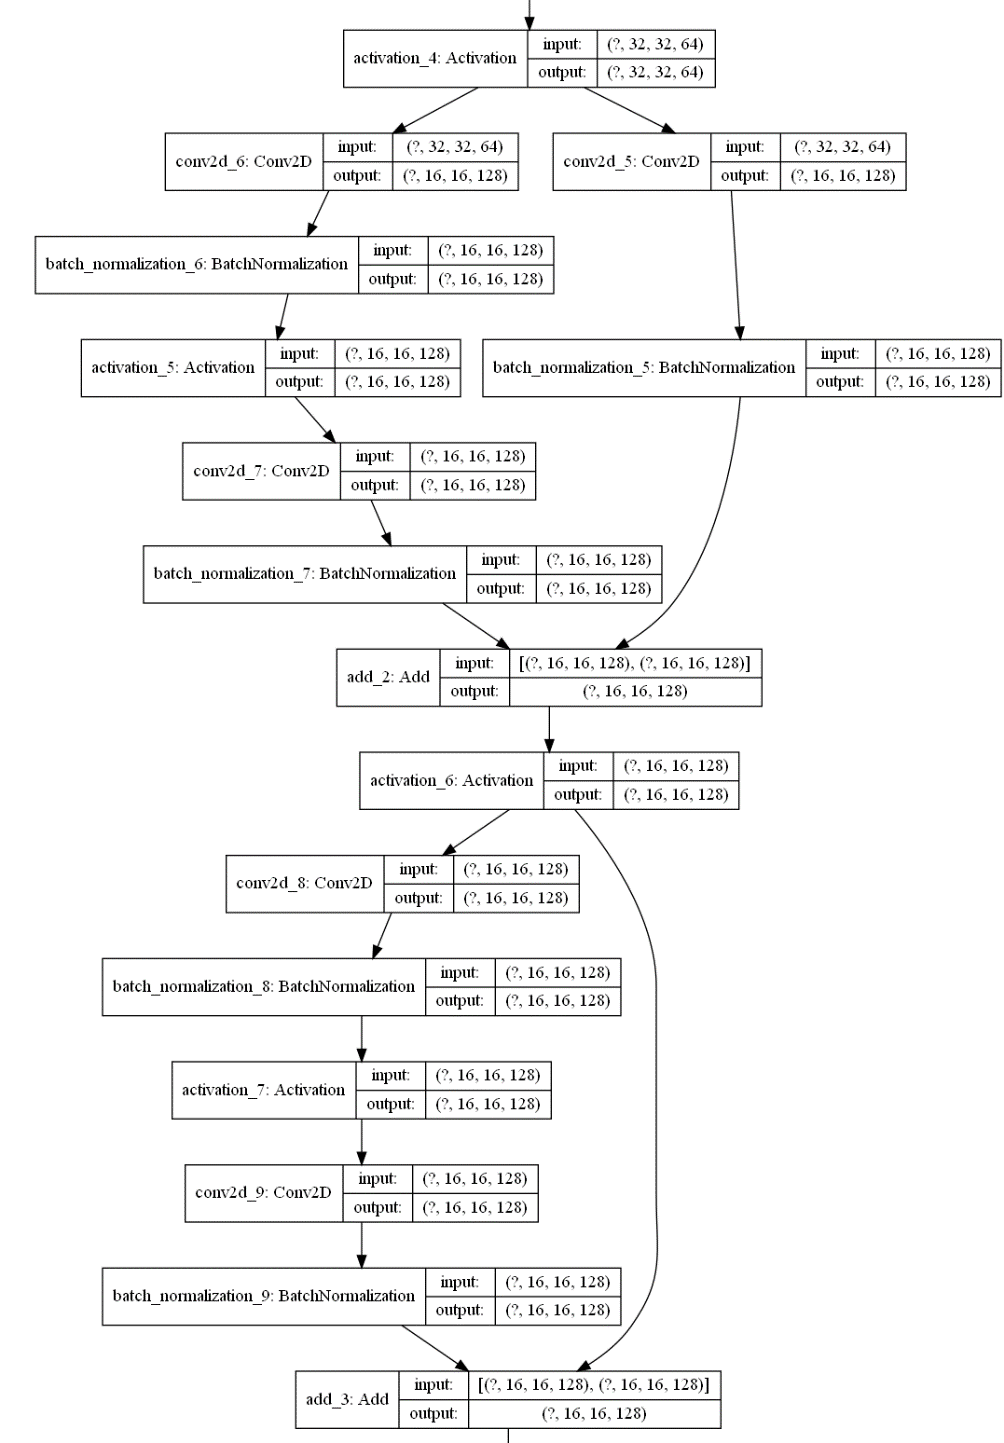 activation_4: Activation
input: (?, 32, 32, 64)
output: (?, 32, 32, 64)
conv2d_6: Conv2D
input: (?, 32, 32, 64)
output: (?, 16, 16, 128)
conv2d_5: Conv2D
input: (?, 32, 32, 64)
output: (?, 16, 16, 128)
batch_normalization_6: BatchNormalization
input: (?, 16, 16, 128)
output: (?, 16, 16, 128)
activation_5: Activation
input: (?, 16, 16, 128)
output: (?, 16, 16, 128)
batch_normalization_5: BatchNormalization
input: (?, 16, 16, 128)
output: (?, 16, 16, 128)
conv2d_7: Conv2D
input: (?, 16, 16, 128)
output: (?, 16, 16, 128)
batch_normalization_7: BatchNormalization
input: (?, 16, 16, 128)
output: (?, 16, 16, 128)
add_2: Add
input: [(?, 16, 16, 128), (?, 16, 16, 128)]
output: (?, 16, 16, 128)
activation_6: Activation
input: (?, 16, 16, 128)
output: (?, 16, 16, 128)
conv2d_8: Conv2D
input: (?, 16, 16, 128)
output: (?, 16, 16, 128)
batch_normalization_8: BatchNormalization
input: (?, 16, 16, 128)
output: (?, 16, 16, 128)
activation_7: Activation
input: (?, 16, 16, 128)
output: (?, 16, 16, 128)
conv2d_9: Conv2D
input: (?, 16, 16, 128)
output: (?, 16, 16, 128)
batch_normalization_9: BatchNormalization
input: (?, 16, 16, 128)
output: (?, 16, 16, 128)
add_3: Add
input: [(?, 16, 16, 128), (?, 16, 16, 128)]
output: (?, 16, 16, 128)